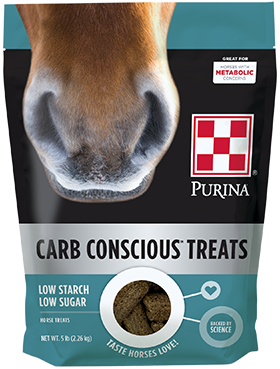 GREAT FOR
HORSES WITH
METABOLIC
CONCERNS
PURINA
CARB CONSCIOUS™ TREATS
LOW STARCH
LOW SUGAR
HORSE TREATS
NET WT. 5 lb (2.26 kg)
BACKED BY
SCIENCE
TASTE HORSES LOVE!